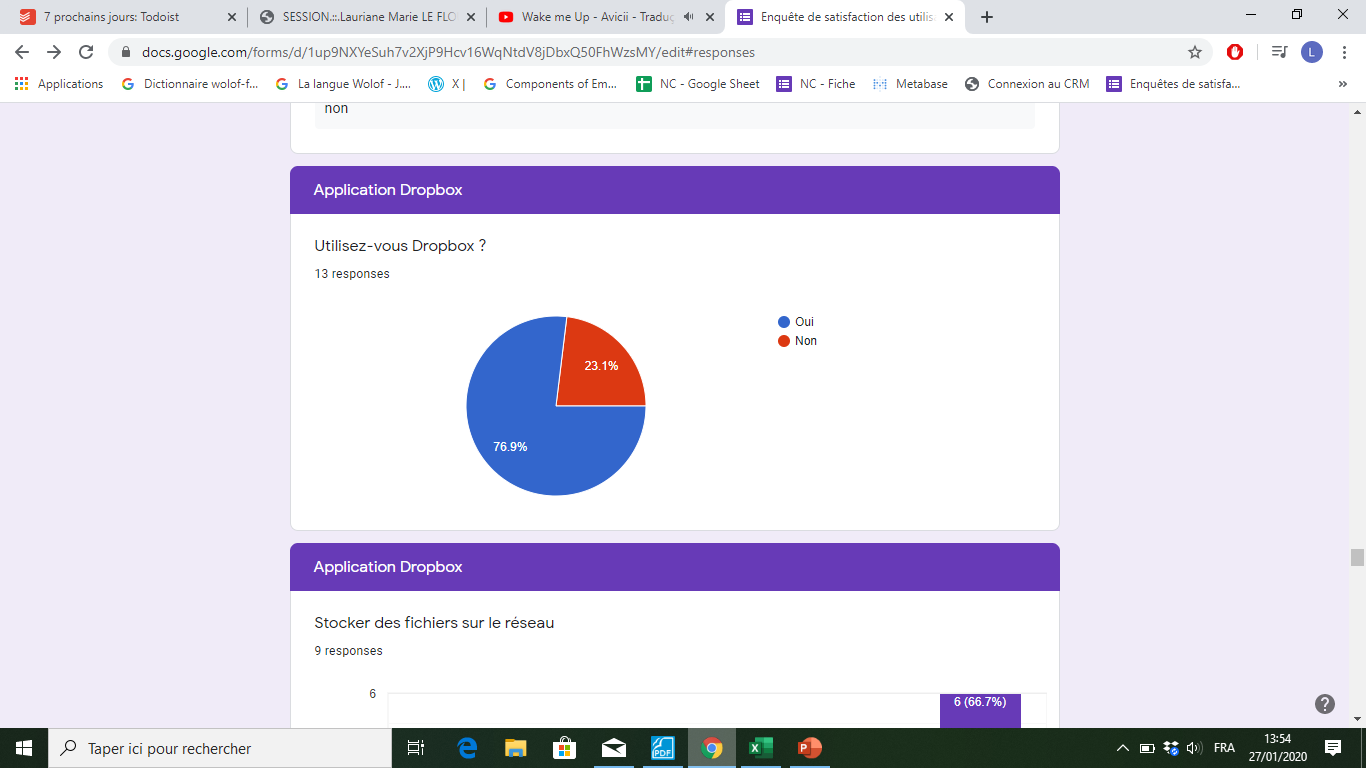 7 prochains jours: Todoist
SESSION.::.Lauriane Marie LE FLO
Wake me Up - Avicii - Traduç
Enquête de satisfaction des utilisa
docs.google.com/forms/d/1up9NXYeSuh7v2XjP9Hcv16WqNtdV8jDbxQ50FhWzsMY/edit#responses
L
Applications
Dictionnaire wolof-f...
La langue Wolof - J....
X |
Components of Em...
NC - Google Sheet
NC - Fiche
Metabase
Connexion au CRM
Enquêtes de satisfa...
»
non
Application Dropbox
Utilisez-vous Dropbox ?
13 responses
Oui
Non
23.1%
76.9%
Application Dropbox
Stocker des fichiers sur le réseau
9 responses
6
6 (66.7%)
Taper ici pour rechercher
PDF
FRA
13:54
27/01/2020